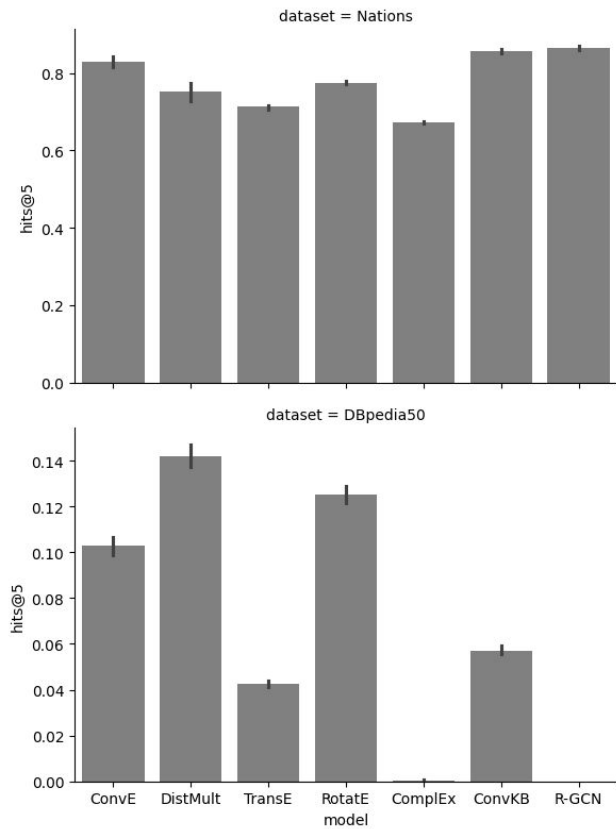 dataset = Nations
0.8
0.6
0.4
0.2
0.0
hits@5
dataset = DBpedia50
0.14
0.12
0.10
0.08
0.06
0.04
0.02
0.00
hits@5
ConvE DistMult TransE RotatE ComplEx ConvKB R-GCN
model